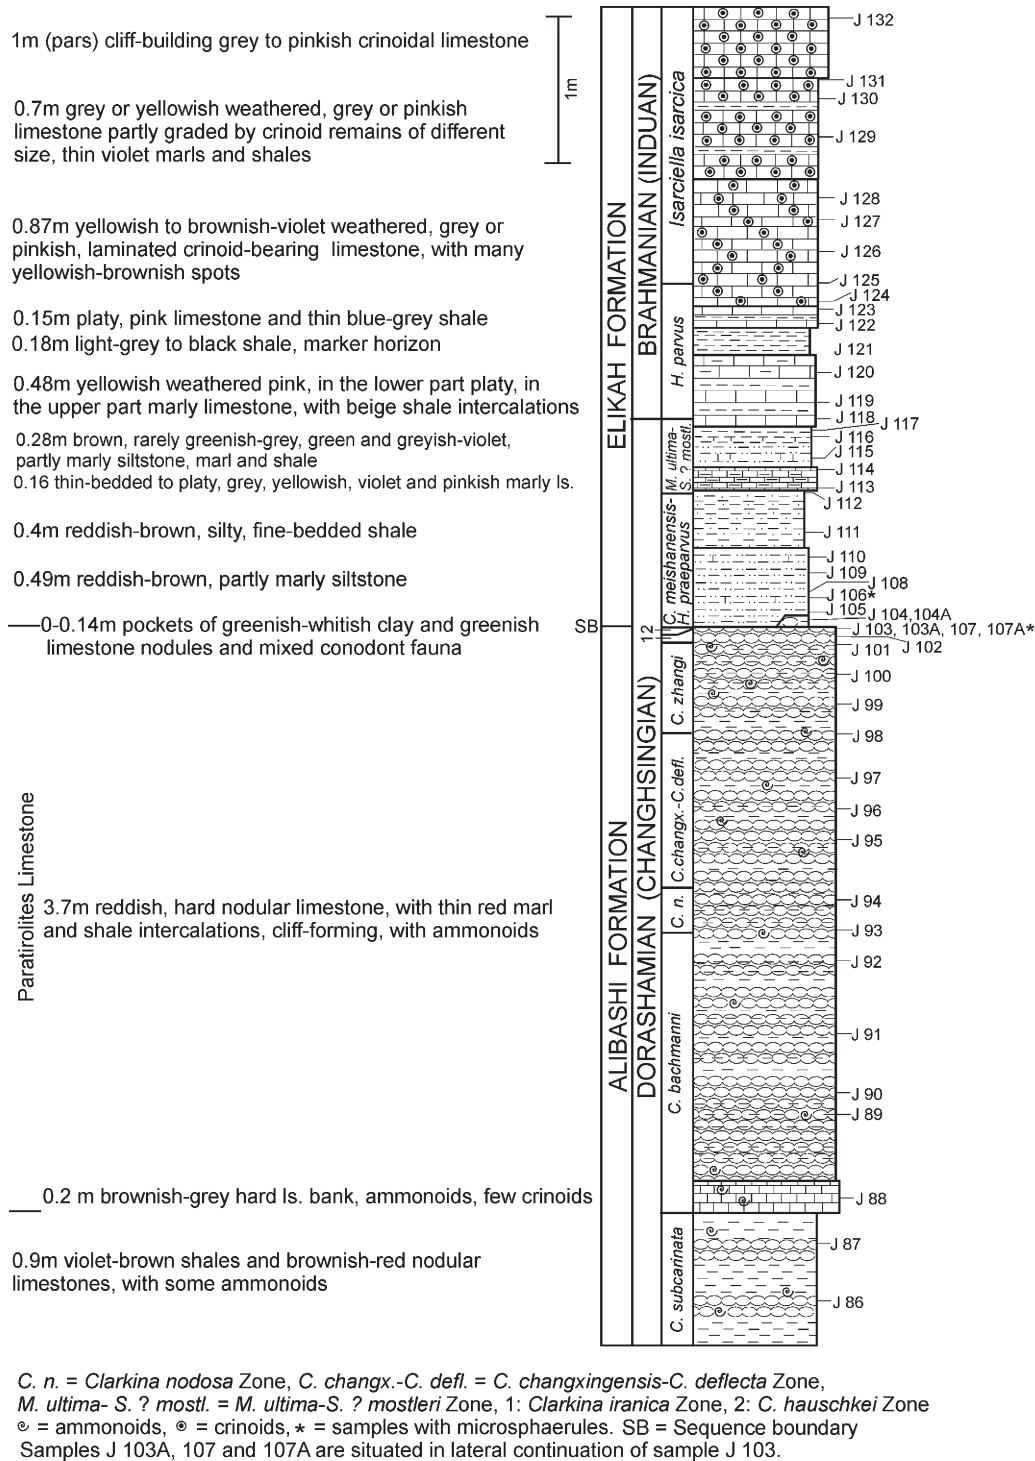 1m (pars) cliff-building grey to pinkish crinoidal limestone
0.7m grey or yellowish weathered, grey or pinkish
limestone partly graded by crinoid remains of different
size, thin violet marls and shales
0.87m yellowish to brownish-violet weathered, grey or
pinkish, laminated crinoid-bearing limestone, with many
yellowish-brownish spots
0.15m platy, pink limestone and thin blue-grey shale
0.18m light-grey to black shale, marker horizon
0.48m yellowish weathered pink, in the lower part platy, in
the upper part marly limestone, with beige shale intercalations
0.28m brown, rarely greenish-grey, green and greyish-violet,
partly marly siltstone, marl and shale
0.16 thin-bedded to platy, grey, yellowish, violet and pinkish marly ls.
0.4m reddish-brown, silty, fine-bedded shale
0.49m reddish-brown, partly marly siltstone
0-0.14m pockets of greenish-whitish clay and greenish
limestone nodules and mixed conodont fauna
Paratirolites Limestone
3.7m reddish, hard nodular limestone, with thin red marl
and shale intercalations, cliff-forming, with ammonoids
0.2 m brownish-grey hard ls. bank, ammonoids, few crinoids
0.9m violet-brown shales and brownish-red nodular
limestones, with some ammonoids
1m
SB
ELIKAH FORMATION
ALIBASHI FORMATION
BRAHMANIAN (INDUAN)
DORASHAMIAN (CHANGHSINGIAN)
Isarciella isarcica
H. parvus
M. ultima-
S. ? mostl.
C. meishanensis-
H. praeparvus
12
C. zhangi
C.changx.-C.defl.
C. n.
C. bachmanni
C. subcarinata
J 132
J 131
J 130
J 129
J 128
J 127
J 126
J 125
J 124
J 123
J 122
J 121
J 120
J 119
J 118
J 117
J 116
J 115
J 114
J 113
J 112
J 111
J 110
J 109
J 108
J 106*
J 105
J 104, 104A
J 103, 103A, 107, 107A*
J 102
J 101
J 100
J 99
J 98
J 97
J 96
J 95
J 94
J 93
J 92
J 91
J 90
J 89
J 88
J 87
J 86
C. n. = Clarkina nodosa Zone, C. changx.-C. defl. = C. changxingensis-C. deflecta Zone,
M. ultima- S. ? mostl. = M. ultima-S. ? mostleri Zone, 1: Clarkina iranica Zone, 2: C. hauschkei Zone
= ammonoids, = crinoids, * = samples with microsphaerules. SB = Sequence boundary
Samples J 103A, 107 and 107A are situated in lateral continuation of sample J 103.